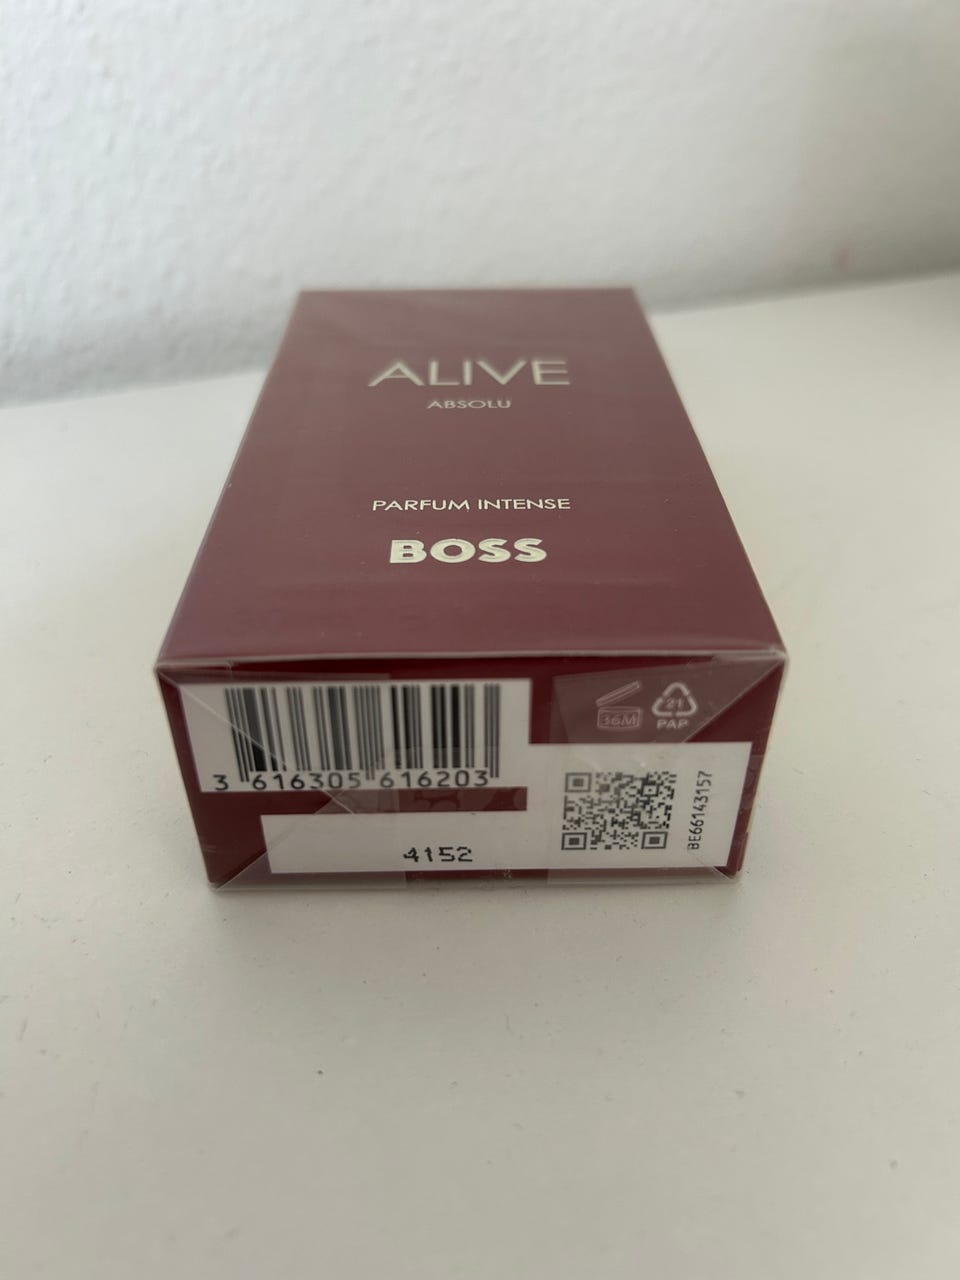 ALIVE
ABSOLU
PARFUM INTENSE
BOSS
36M
21
PAP
3 616305 616203
BE66143157
4152